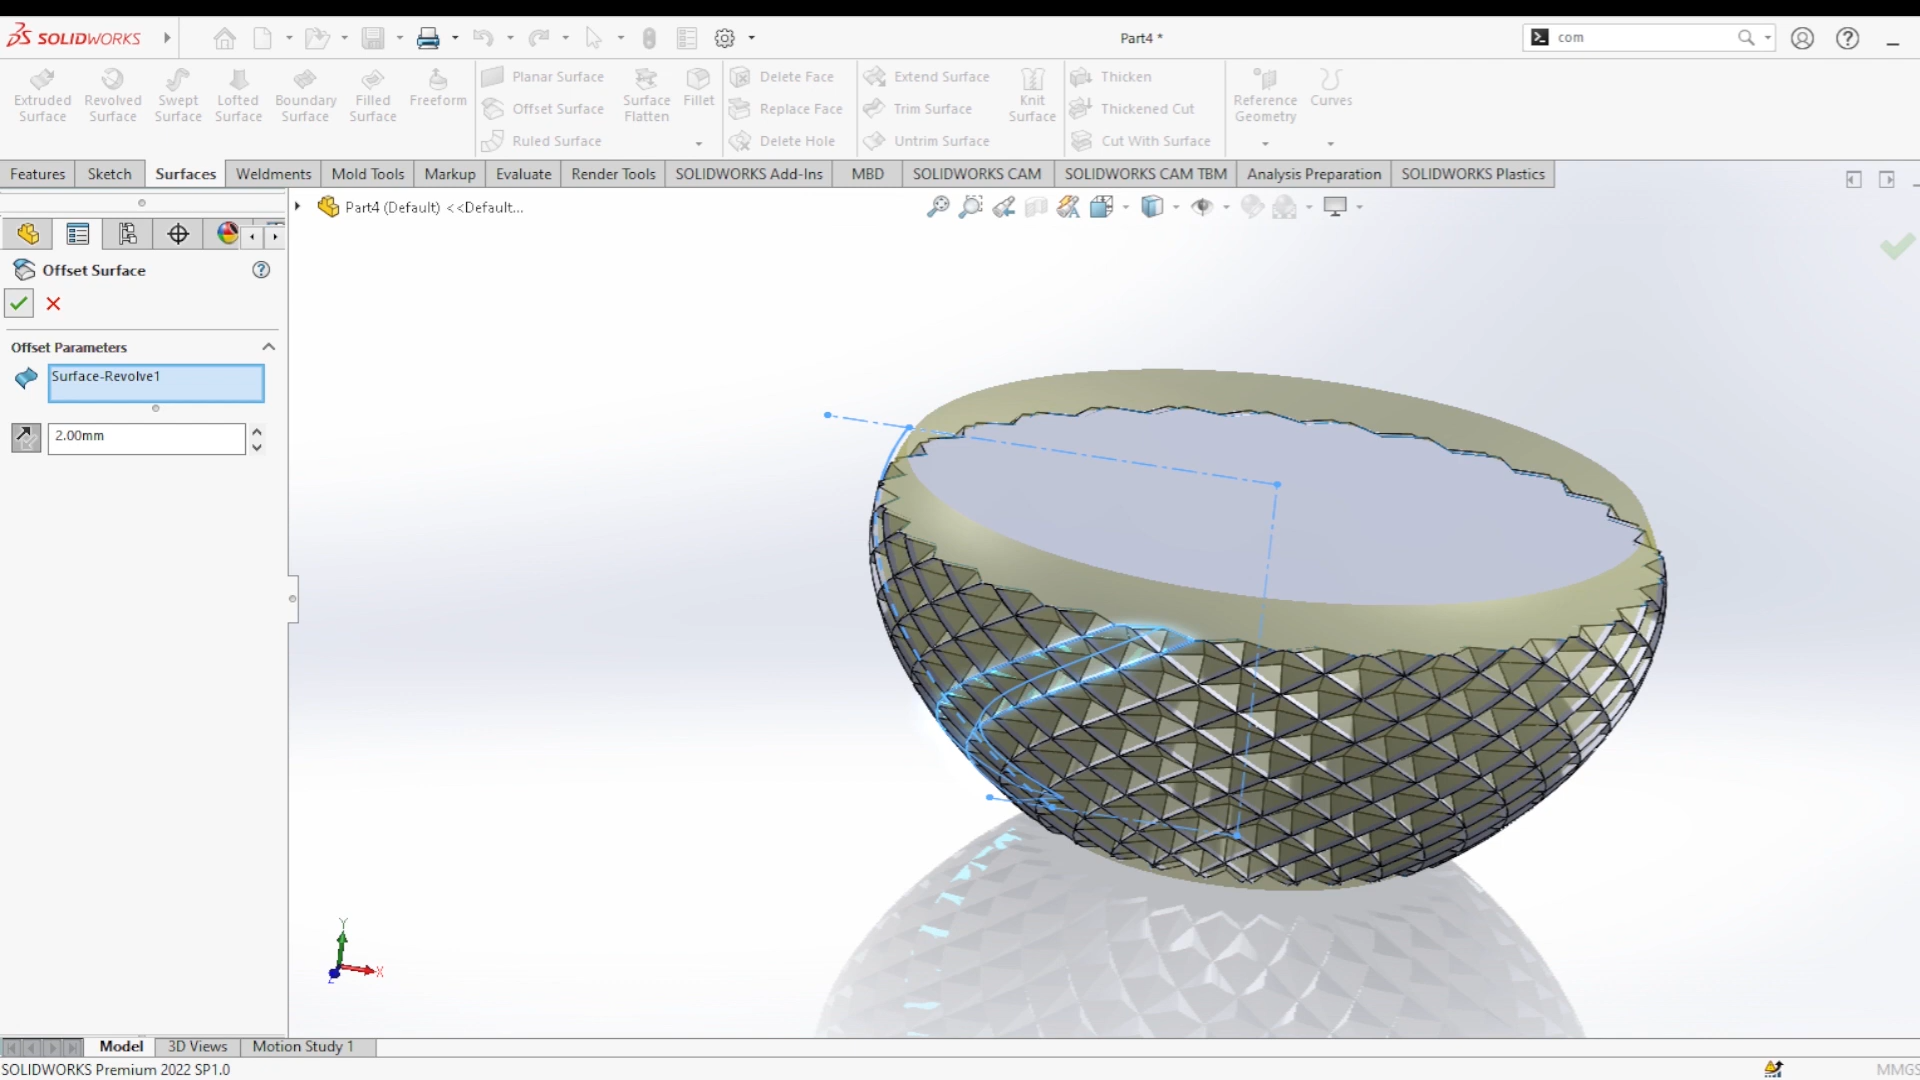 SOLIDWORKS
Part4 *
com
Extruded Surface
Revolved Surface
Swept Surface
Lofted Surface
Boundary Surface
Filled Surface
Freeform
Planar Surface
Offset Surface
Ruled Surface
Surface Flatten
Fillet
Delete Face
Replace Face
Delete Hole
Extend Surface
Trim Surface
Untrim Surface
Knit Surface
Thicken
Thickened Cut
Cut With Surface
Reference Geometry
Curves
Features
Sketch
Surfaces
Weldments
Mold Tools
Markup
Evaluate
Render Tools
SOLIDWORKS Add-Ins
MBD
SOLIDWORKS CAM
SOLIDWORKS CAM TBM
Analysis Preparation
SOLIDWORKS Plastics
Part4 (Default) <<Default...
Offset Surface
Offset Parameters
Surface-Revolve1
2.00mm
Y
X
Z
Model
3D Views
Motion Study 1
SOLIDWORKS Premium 2022 SP1.0
MMGS